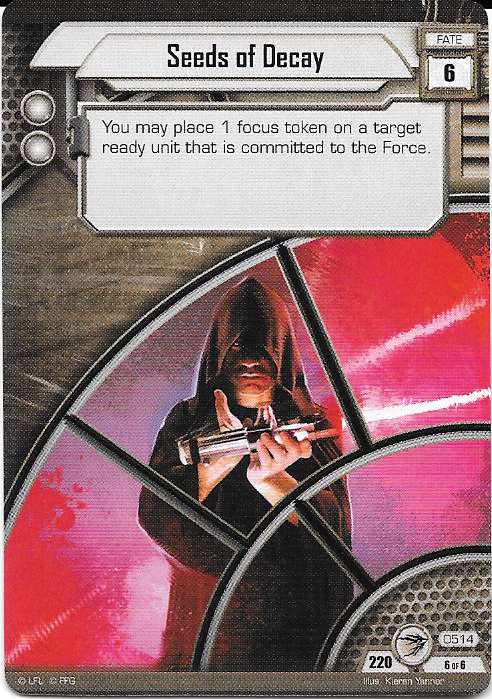 Seeds of Decay
FATE
6
You may place 1 focus token on a target
ready unit that is committed to the Force.
0514
220
6 OF 6
© LFL © FFG
Illus. Kieran Yanner